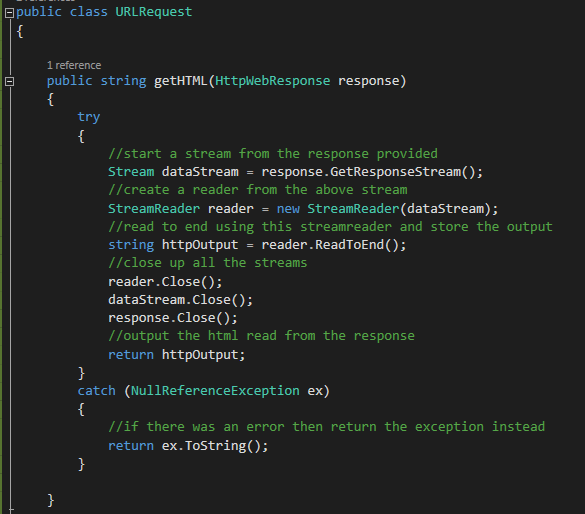 public class URLRequest
{
1 reference
public string getHTML(HttpWebResponse response)
{
try
{
//start a stream from the response provided
Stream dataStream = response.GetResponseStream();
//create a reader from the above stream
StreamReader reader = new StreamReader(dataStream);
//read to end using this streamreader and store the output
string httpOutput = reader.ReadToEnd();
//close up all the streams
reader.Close();
dataStream.Close();
response.Close();
//output the html read from the response
return httpOutput;
}
catch (NullReferenceException ex)
{
//if there was an error then return the exception instead
return ex.ToString();
}
}